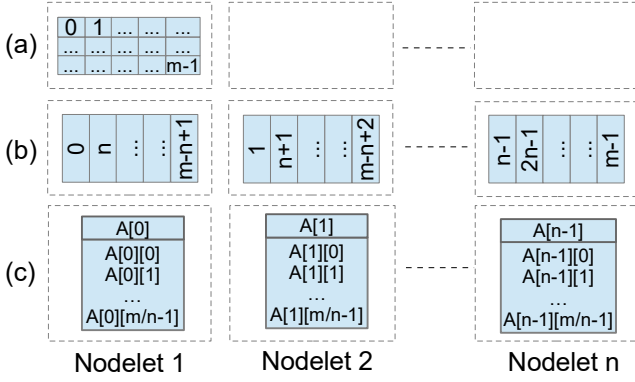 (a)
0 1 ... ... ...
... ... ... ... ...
... ... ... ... m-1
(b)
0 n ... ... m-n+1
1 n+1 ... ... m-n+2
n-1 2n-1 ... ... m-1
(c)
A[0]
A[0][0]
A[0][1]
...
A[0][m/n-1]
A[1]
A[1][0]
A[1][1]
...
A[1][m/n-1]
A[n-1]
A[n-1][0]
A[n-1][1]
...
A[n-1][m/n-1]
Nodelet 1 Nodelet 2 Nodelet n